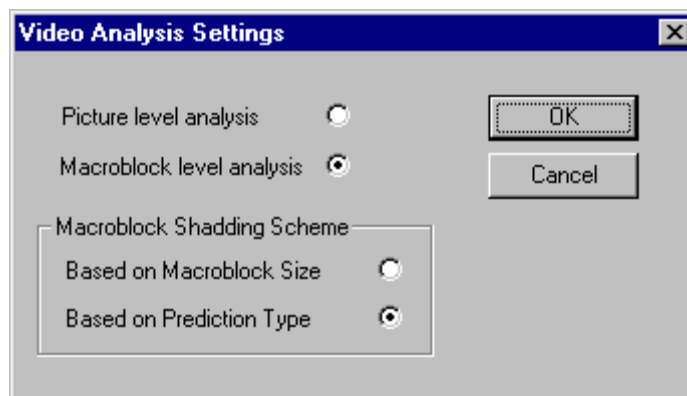 Video Analysis Settings
Picture level analysis
Macroblock level analysis
OK
Cancel
Macroblock Shadding Scheme
Based on Macroblock Size
Based on Prediction Type